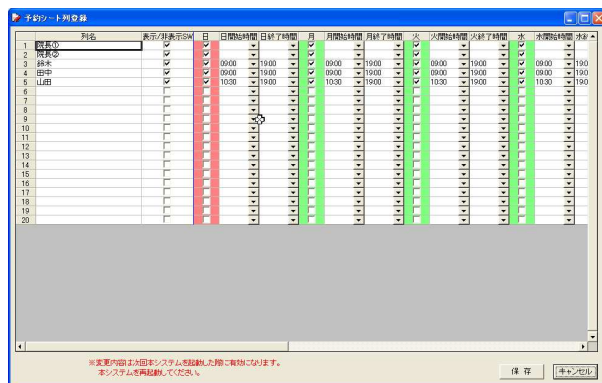 予約シート列登録
列名 表示/非表示SW 日 日開始時間 日終了時間 月 月開始時間 月終了時間 火 火開始時間 火終了時間 水 水開始時間
1 院長①
2 院長②
3 鈴木 09:00 19:00 09:00 19:00 09:00 19:00 09:00 19:0
4 田中 09:00 19:00 09:00 19:00 09:00 19:00 09:00 19:0
5 山田 10:30 19:00 10:30 19:00 10:30 19:00 10:30 19:0
6
7
8
9
10
11
12
13
14
15
16
17
18
19
20
※変更内容は次回本システムを起動した際に有効になります。
本システムを再起動してください。
保 存 キャンセル